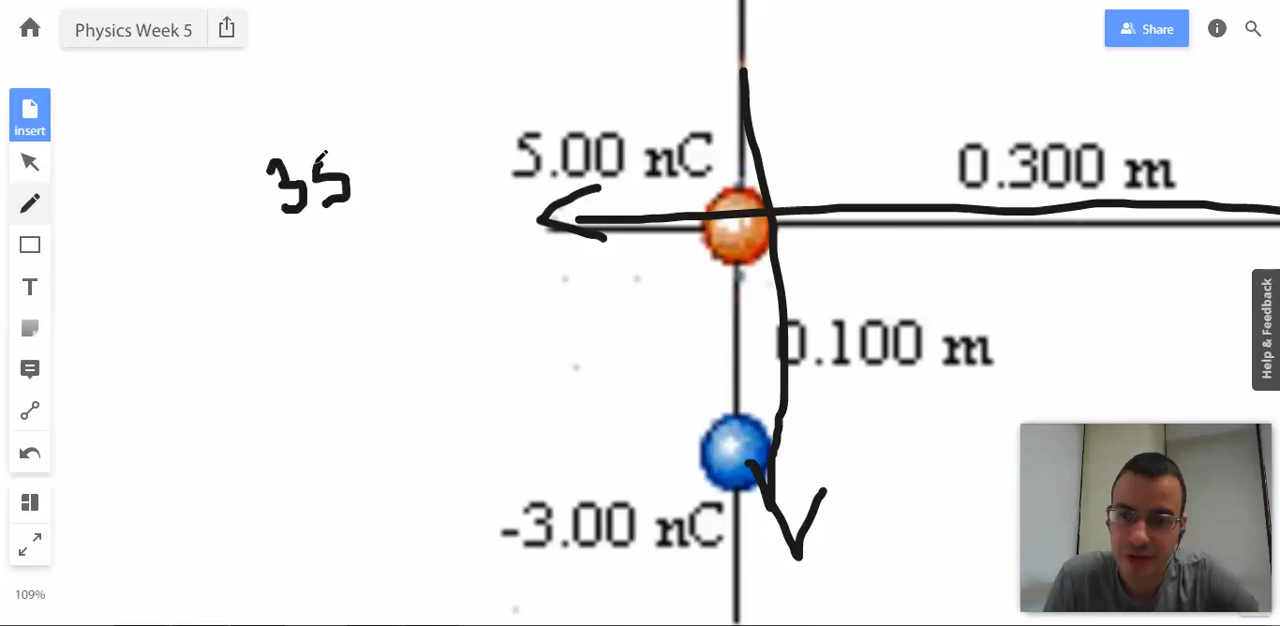 Physics Week 5
Share
insert
35
5.00 nC
0.300 m
T
0.100 m
Help & Feedback
-3.00 nC
109%